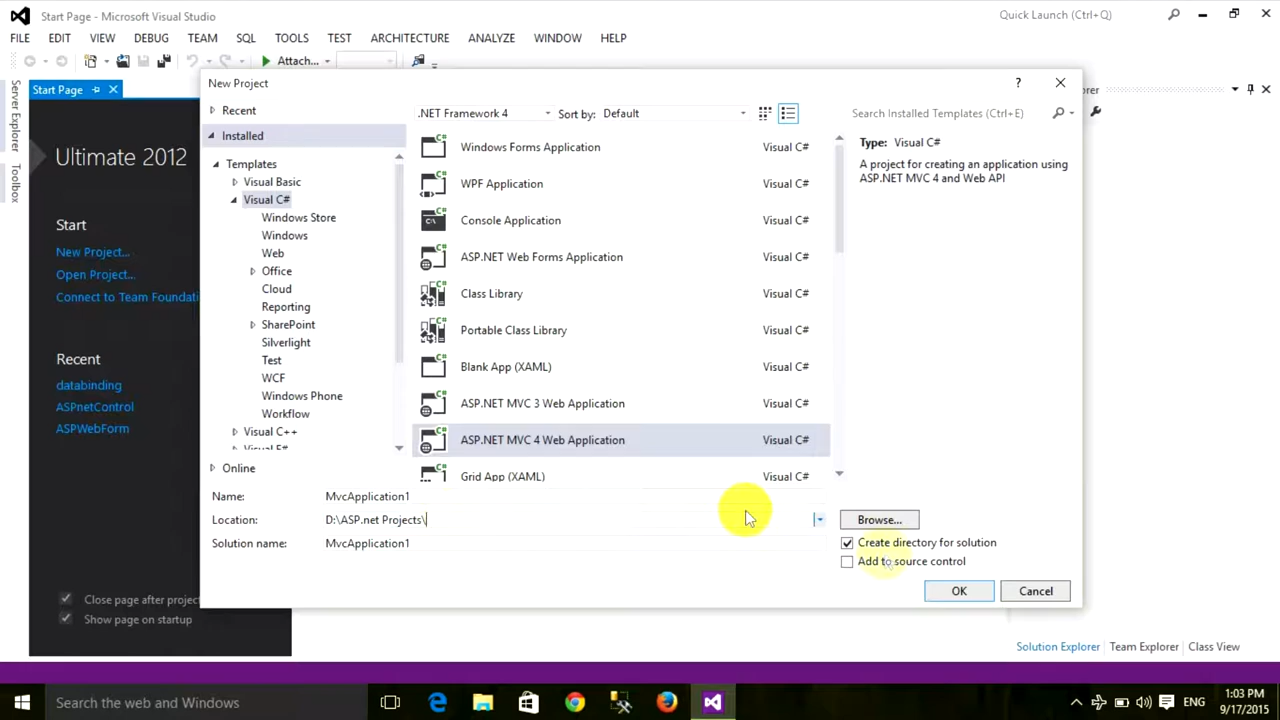 Start Page - Microsoft Visual Studio
Quick Launch (Ctrl+Q)
FILE EDIT VIEW DEBUG TEAM SQL TOOLS TEST ARCHITECTURE ANALYZE WINDOW HELP
Attach...
Server Explorer
Toolbox
Start Page
Ultimate 2012
Start
New Project...
Open Project...
Connect to Team Foundati
Recent
databinding
ASPnetControl
ASPWebForm
Close page after project
Show page on startup
New Project
?
Recent
Installed
Templates
Visual Basic
Visual C#
Windows Store
Windows
Web
Office
Cloud
Reporting
SharePoint
Silverlight
Test
WCF
Windows Phone
Workflow
Visual C++
Visual F#
Online
.NET Framework 4
Sort by: Default
Search Installed Templates (Ctrl+E)
Windows Forms Application Visual C#
WPF Application Visual C#
Console Application Visual C#
ASP.NET Web Forms Application Visual C#
Class Library Visual C#
Portable Class Library Visual C#
Blank App (XAML) Visual C#
ASP.NET MVC 3 Web Application Visual C#
ASP.NET MVC 4 Web Application Visual C#
Grid App (XAML) Visual C#
Type: Visual C#
A project for creating an application using
ASP.NET MVC 4 and Web API
Name: MvcApplication1
Location: D:\ASP.net Projects\
Solution name: MvcApplication1
Browse...
Create directory for solution
Add to source control
OK Cancel
orer
Solution Explorer Team Explorer Class View
Search the web and Windows
ENG
1:03 PM
9/17/2015